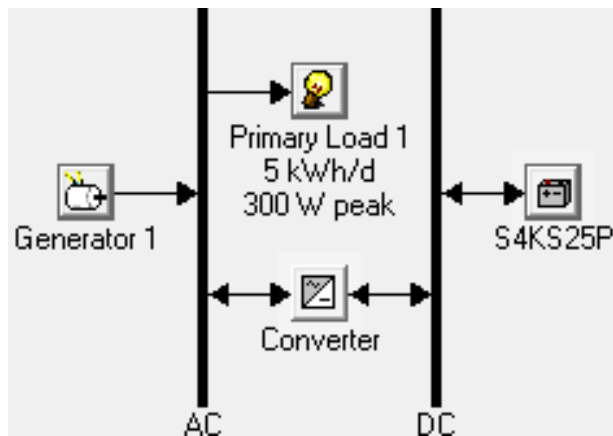 Primary Load 1
5 kWh/d
300 W peak
Generator 1
S4KS25P
Converter
AC
DC